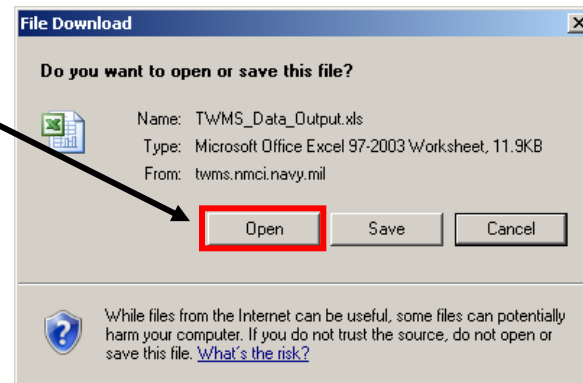 File Download
Do you want to open or save this file?
Name: TWMS_Data_Output.xls
Type: Microsoft Office Excel 97-2003 Worksheet, 11.9KB
From: twms.nmci.navy.mil
Open Save Cancel
While files from the Internet can be useful, some files can potentially
harm your computer. If you do not trust the source, do not open or
save this file. What's the risk?